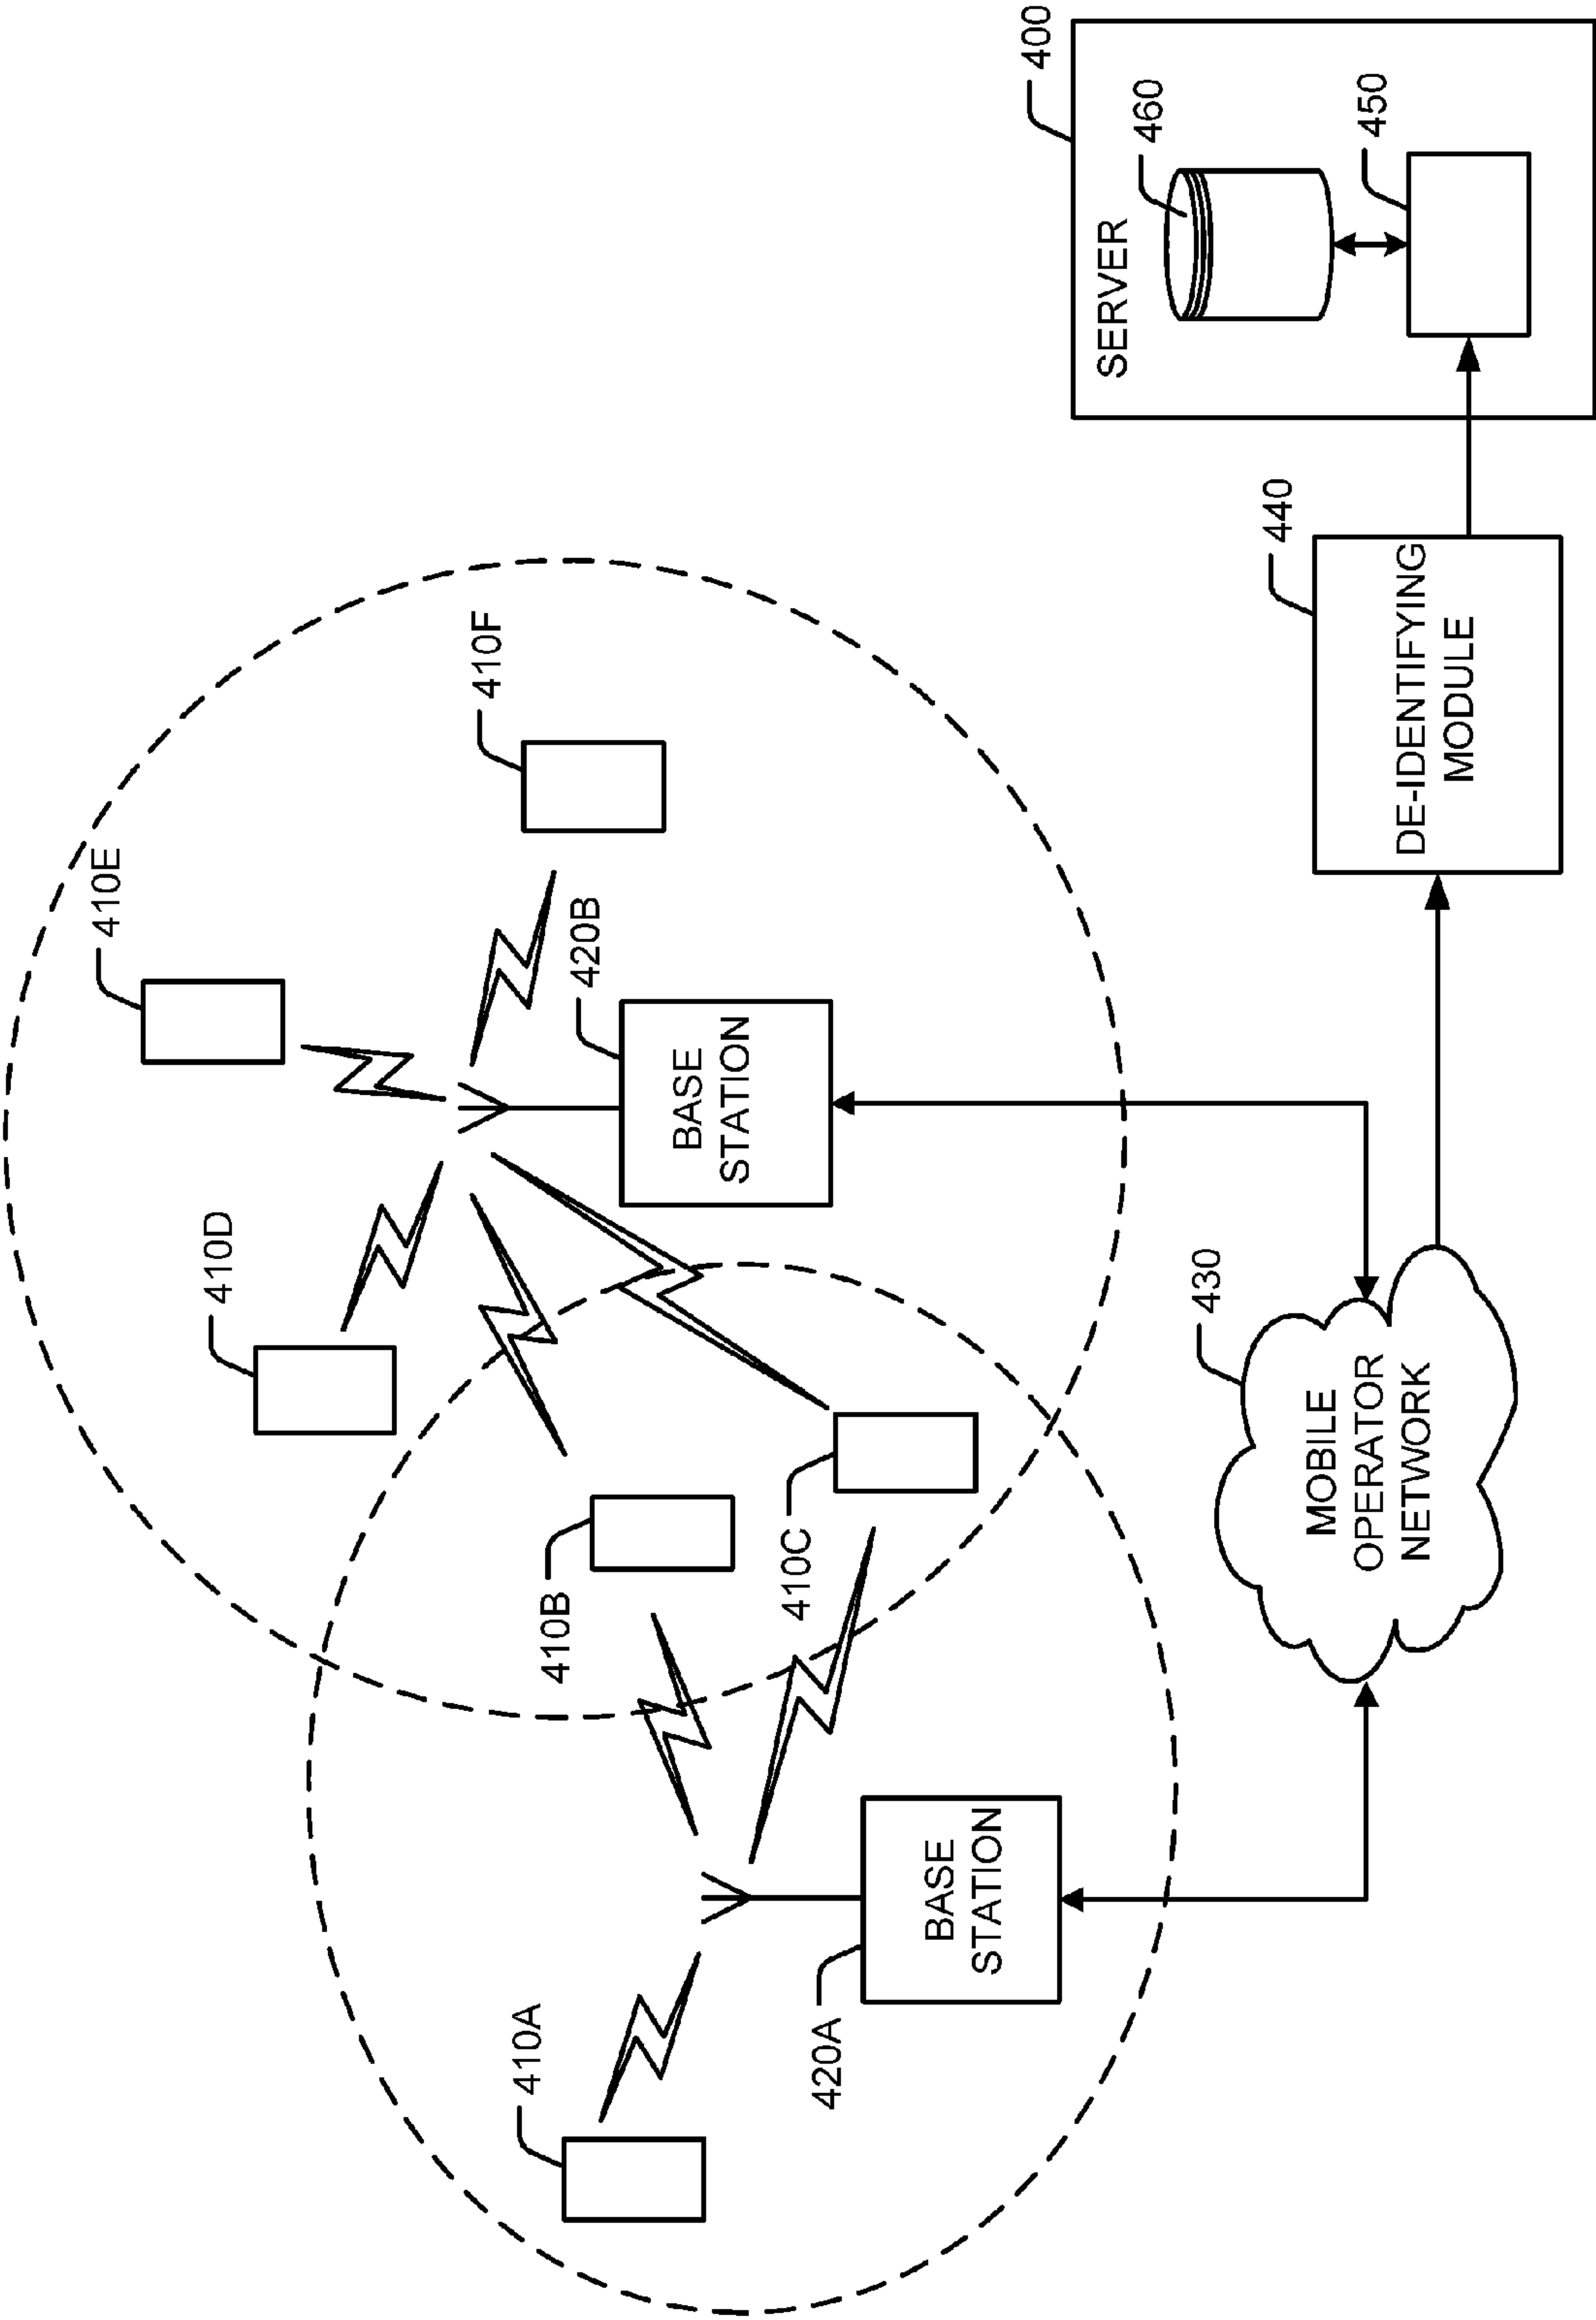 410E
410D
410F
410A
410B
420B
BASE
STATION
410C
420A
BASE
STATION
430
MOBILE
OPERATOR
NETWORK
440
DE-IDENTIFYING
MODULE
400
SERVER
460
450